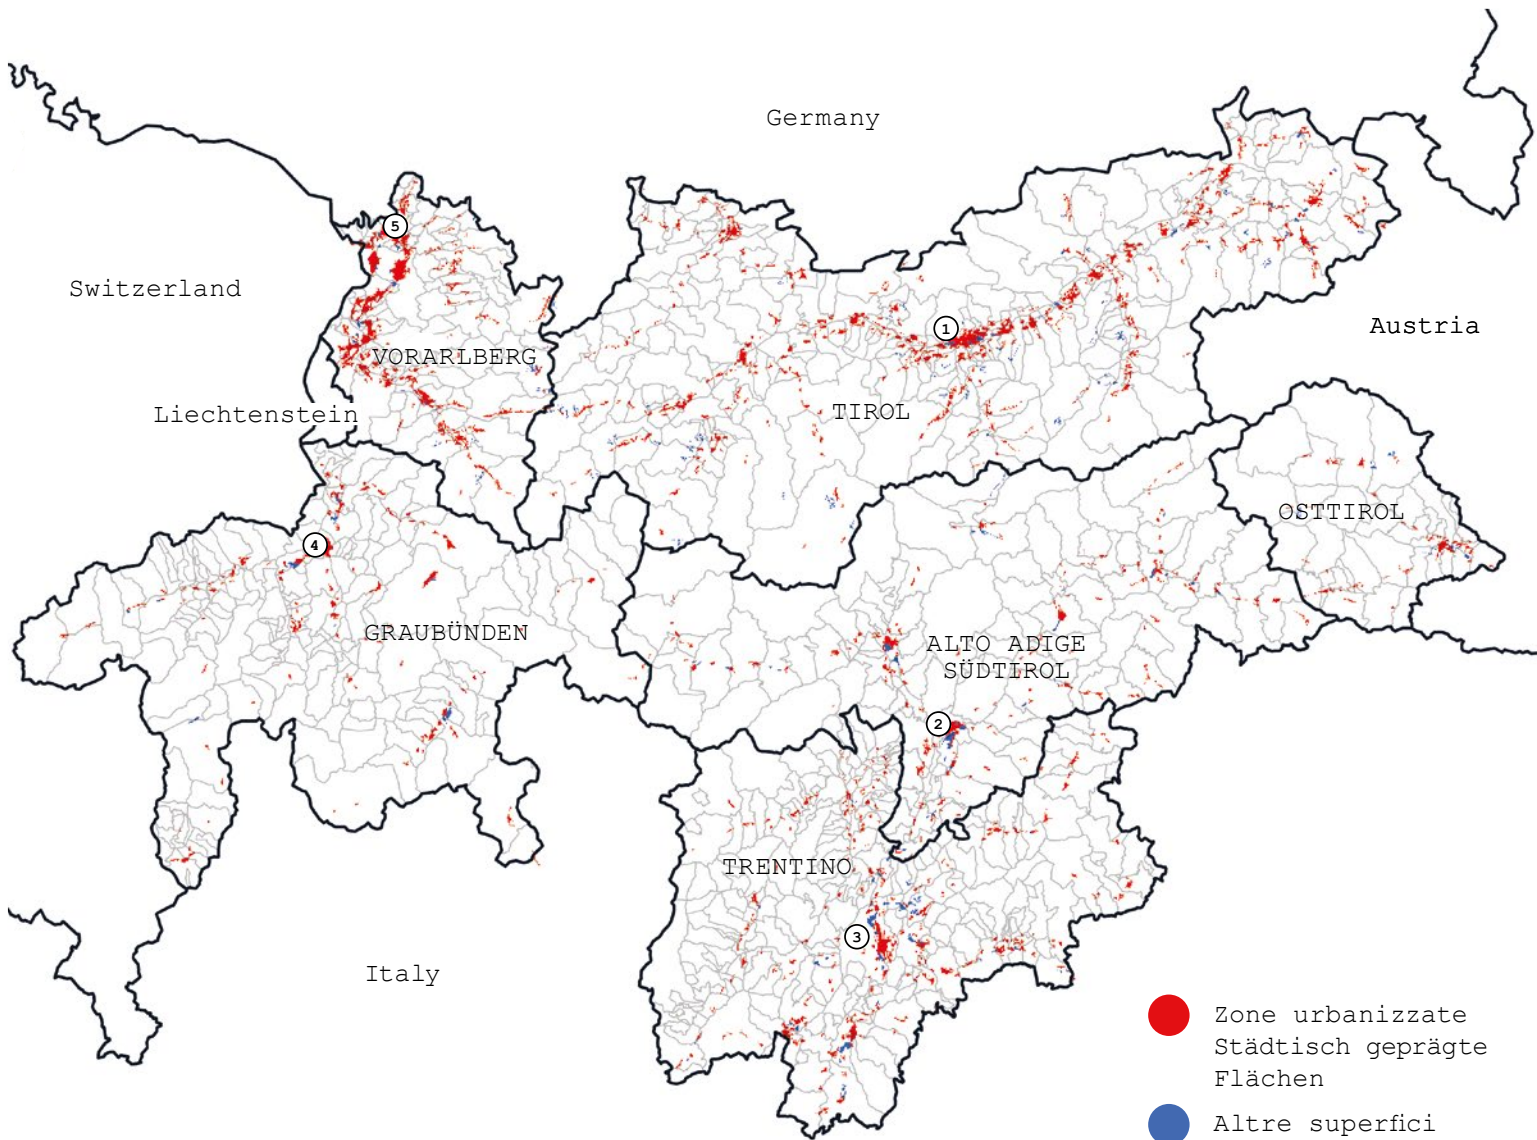 Germany
5
Switzerland
1
Austria
VORARLBERG
Liechtenstein
TIROL
OSTTIROL
4
GRAUBÜNDEN
ALTO ADIGE
SÜDTIROL
2
TRENTINO
3
Italy
Zone urbanizzate
Städtisch geprägte
Flächen
Altre superfici